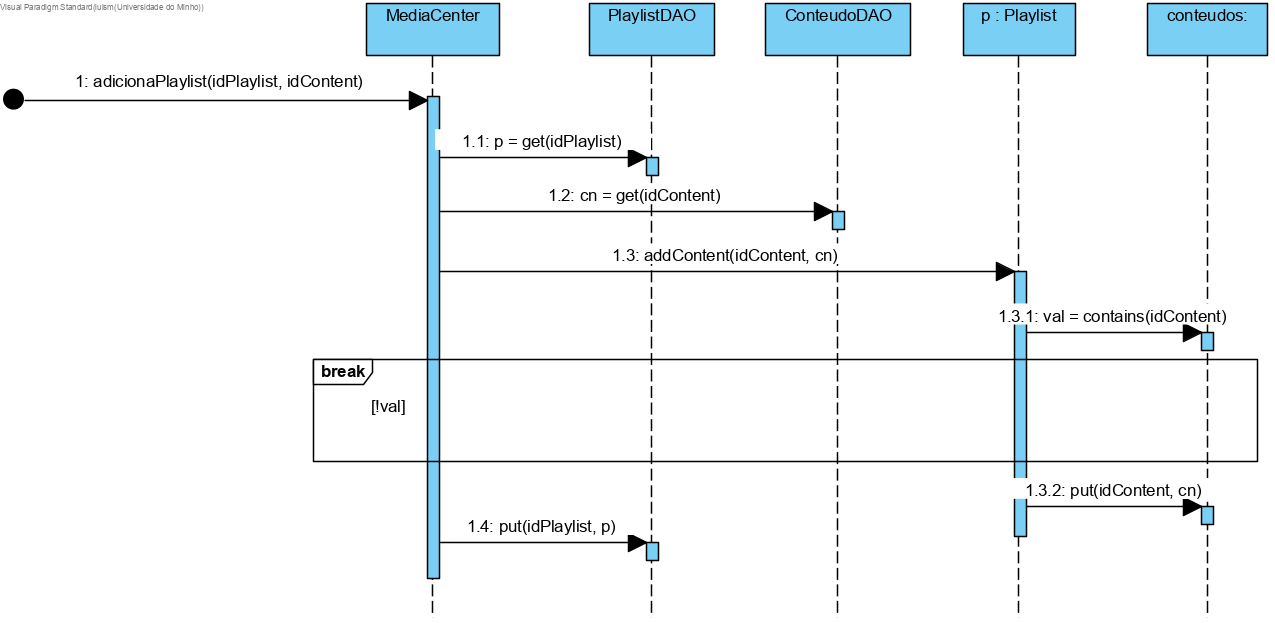 Visual Paradigm Standard(luism(Universidade do Minho))
MediaCenter
PlaylistDAO
ConteudoDAO
p : Playlist
conteudos:
1: adicionaPlaylist(idPlaylist, idContent)
1.1: p = get(idPlaylist)
1.2: cn = get(idContent)
1.3: addContent(idContent, cn)
1.3.1: val = contains(idContent)
break
[!val]
1.3.2: put(idContent, cn)
1.4: put(idPlaylist, p)